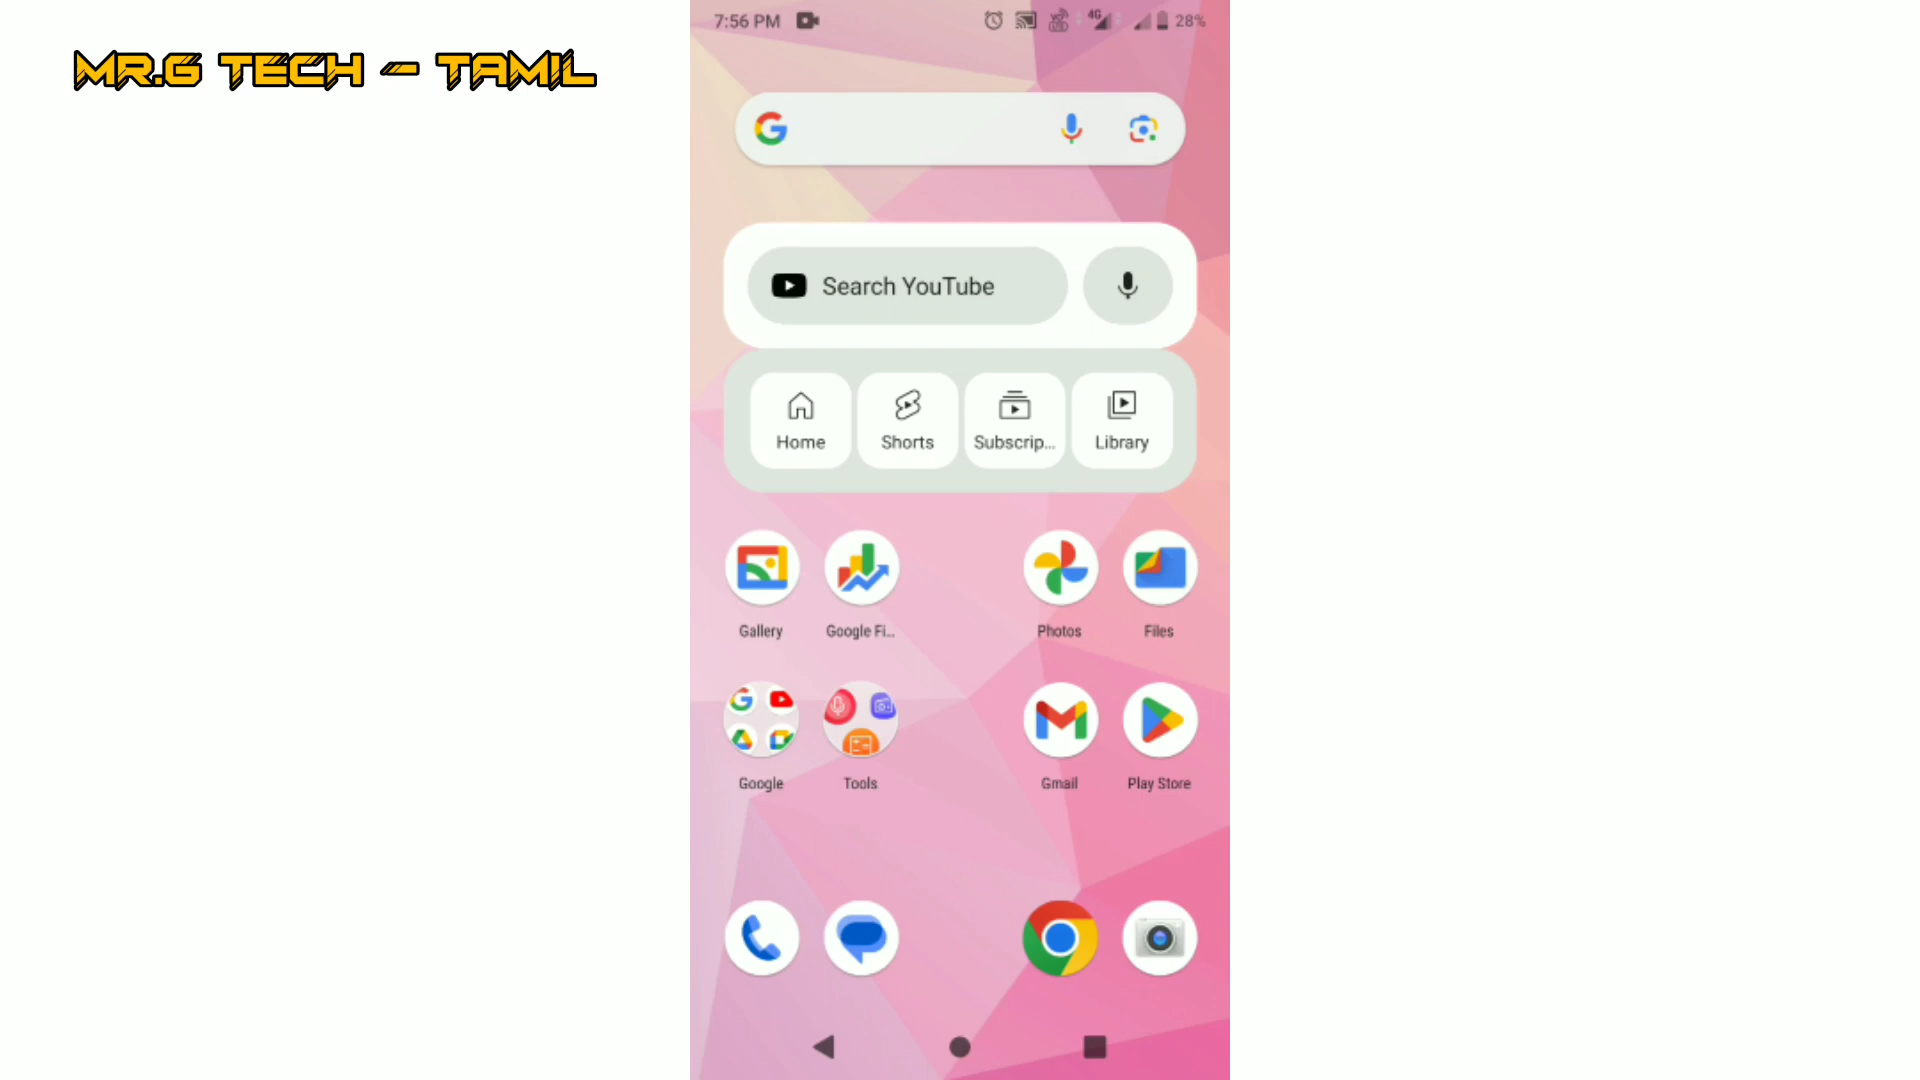 MR.G TECH - TAMIL
7:56 PM
4G
28%
Search YouTube
Home Shorts Subscrip... Library
Gallery Google Fi... Photos Files
Google Tools Gmail Play Store